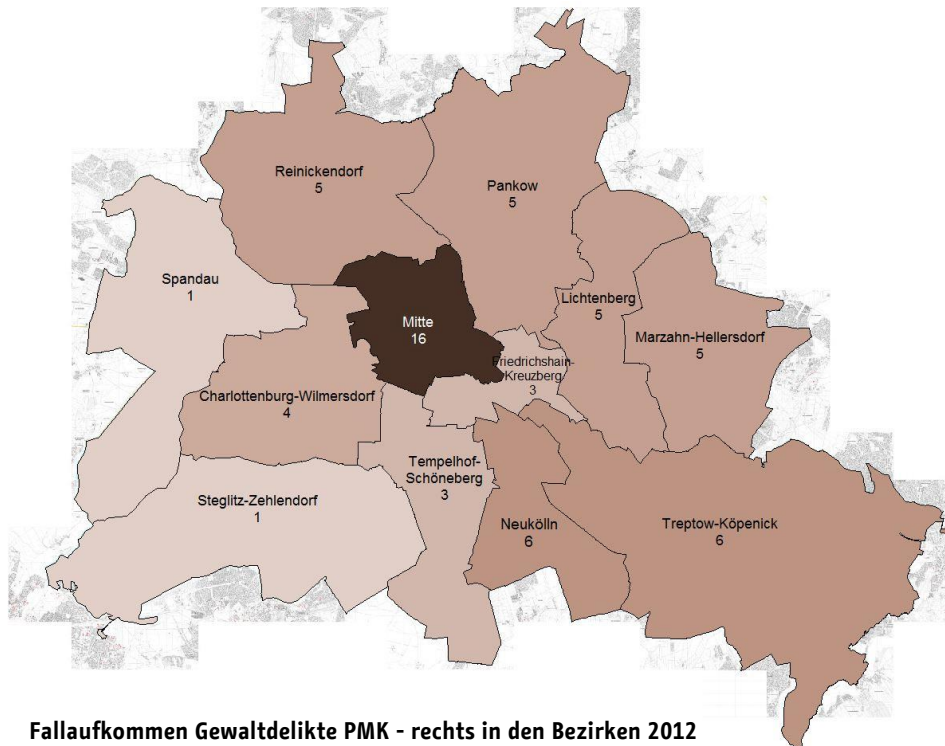 Reinickendorf
5
Pankow
5
Spandau
1
Mitte
16
Lichtenberg
5
Marzahn-Hellersdorf
5
Friedrichshain-
Kreuzberg
3
Charlottenburg-Wilmersdorf
4
Tempelhof-
Schöneberg
3
Steglitz-Zehlendorf
1
Neukölln
6
Treptow-Köpenick
6
Fallaufkommen Gewaltdelikte PMK - rechts in den Bezirken 2012